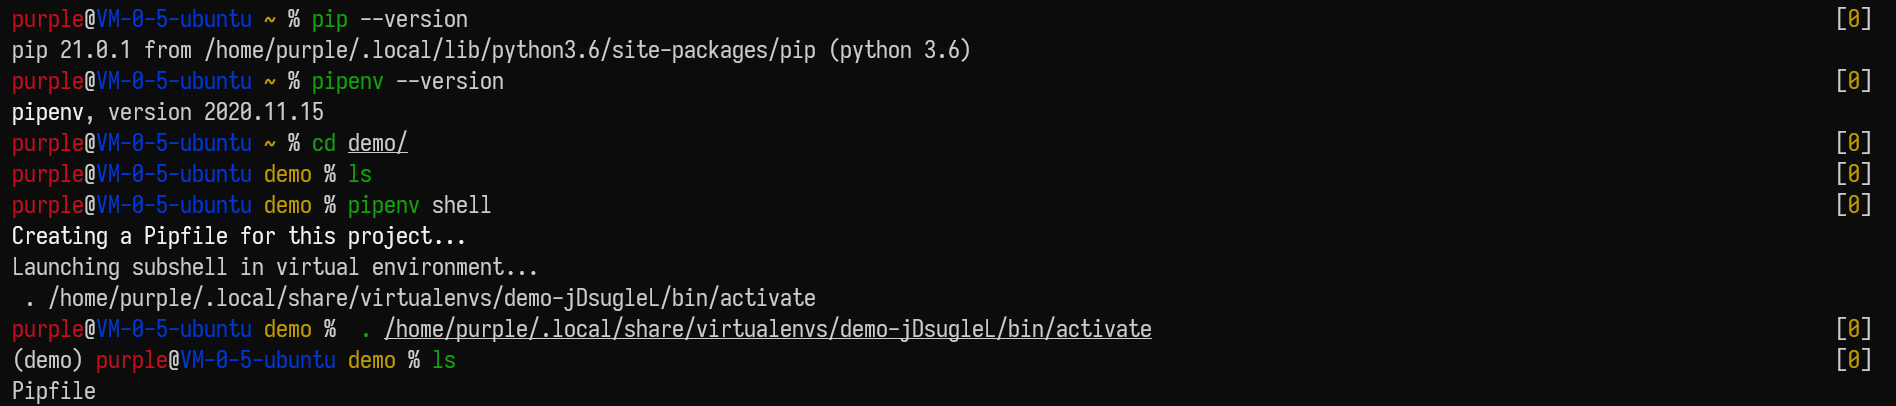 purple@VM-0-5-ubuntu ~ % pip --version [0]
pip 21.0.1 from /home/purple/.local/lib/python3.6/site-packages/pip (python 3.6)
purple@VM-0-5-ubuntu ~ % pipenv --version [0]
pipenv, version 2020.11.15
purple@VM-0-5-ubuntu ~ % cd demo/ [0]
purple@VM-0-5-ubuntu demo % ls [0]
purple@VM-0-5-ubuntu demo % pipenv shell [0]
Creating a Pipfile for this project...
Launching subshell in virtual environment...
 . /home/purple/.local/share/virtualenvs/demo-jDsugleL/bin/activate
purple@VM-0-5-ubuntu demo %  . /home/purple/.local/share/virtualenvs/demo-jDsugleL/bin/activate [0]
(demo) purple@VM-0-5-ubuntu demo % ls [0]
Pipfile